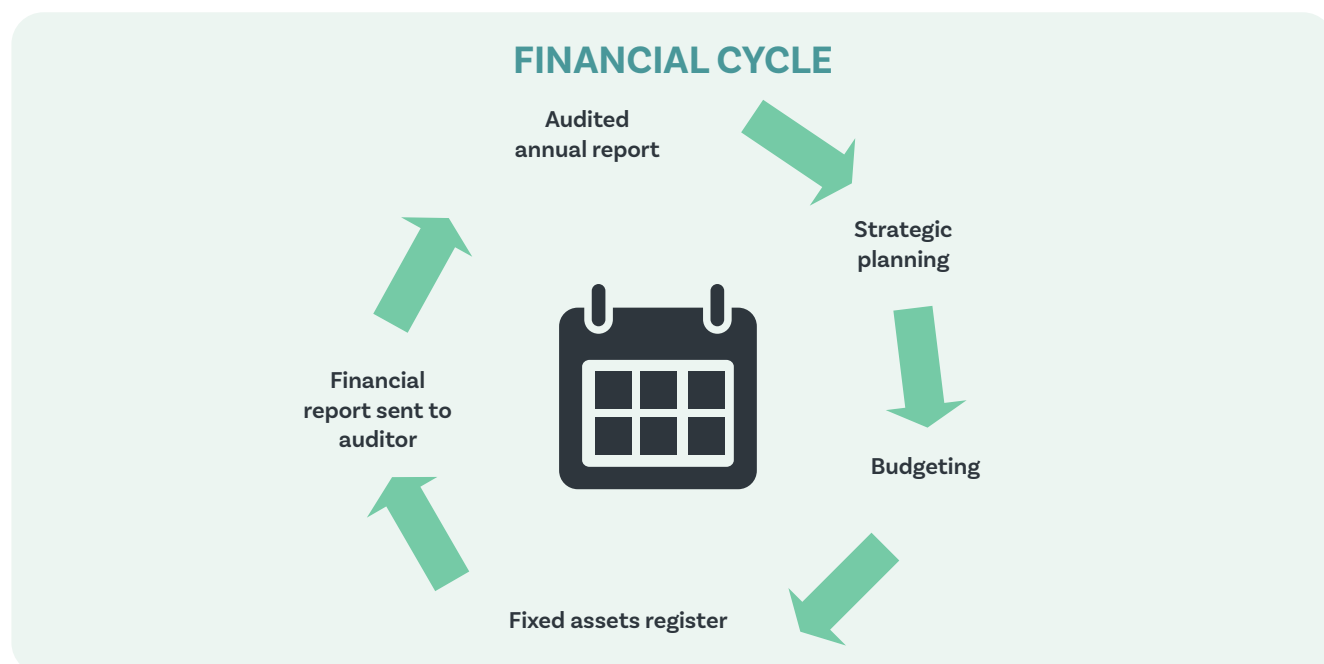 FINANCIAL CYCLE
Audited
annual report
Strategic
planning
Budgeting
Fixed assets register
Financial
report sent to
auditor